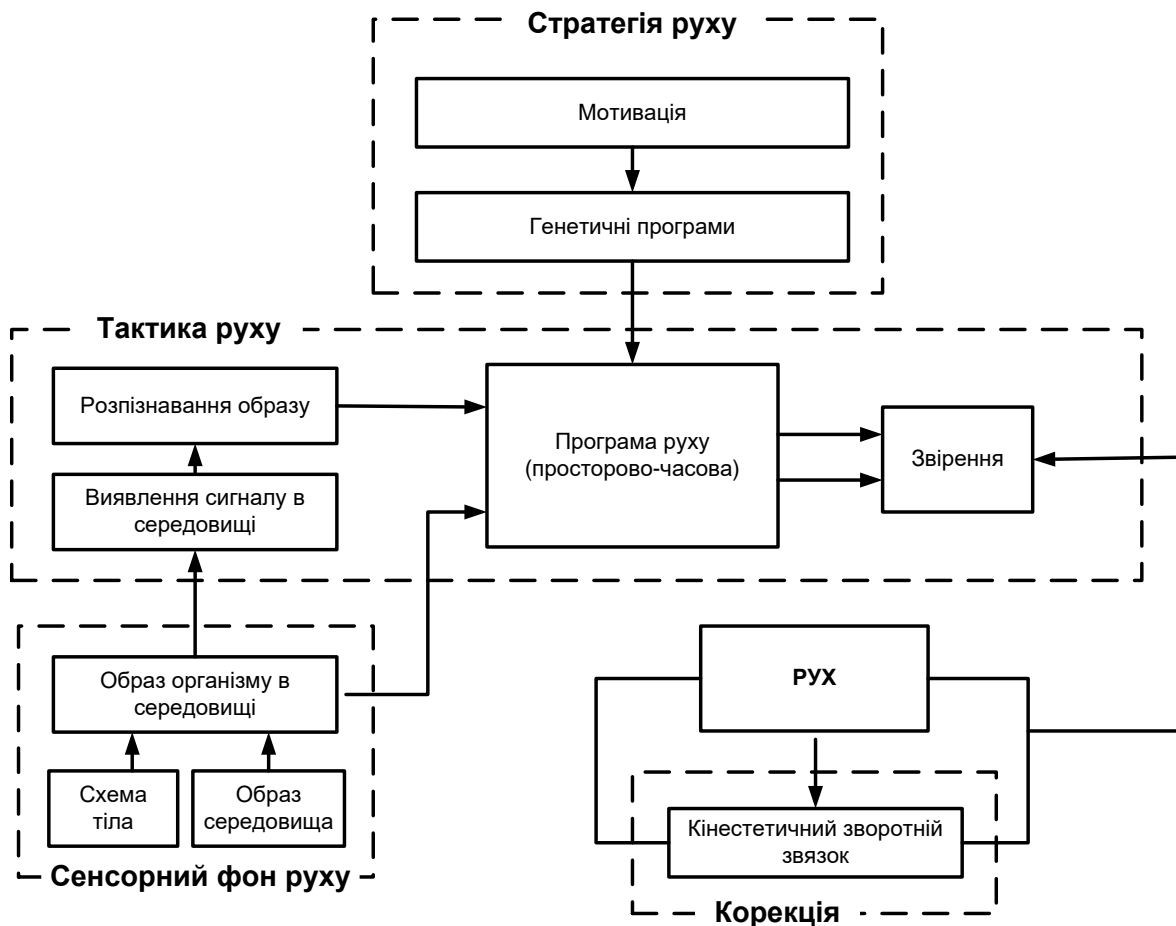 Стратегія руху
Мотивація
Генетичні програми
Тактика руху
Розпізнавання образу
Виявлення сигналу в
середовищі
Програма руху
(просторово-часова)
Звірення
Образ організму в
середовищі
Схема
тіла
Образ
середовища
Сенсорний фон руху
РУХ
Кінестетичний зворотній
звязок
Корекція